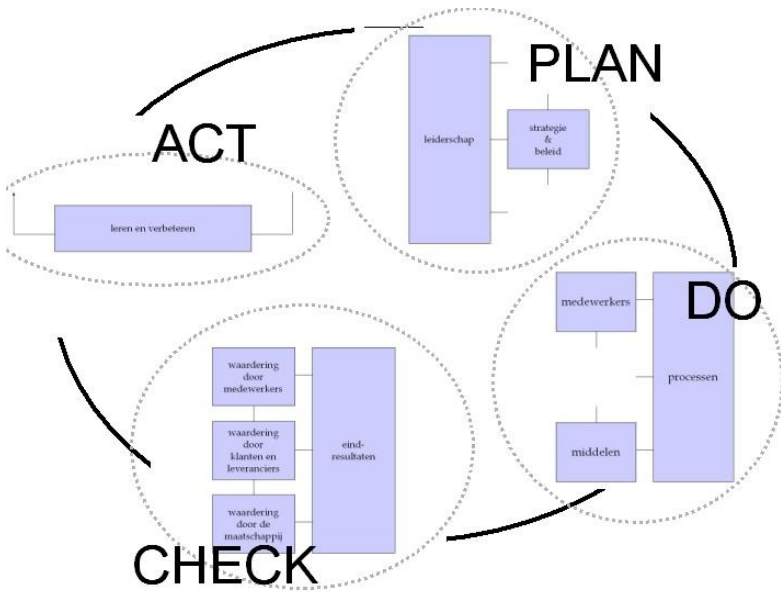 PLAN
leiderschap
strategie
&
beleid
ACT
leren en verbeteren
DO
medewerkers
processen
middelen
waardering
door
medewerkers
waardering
door
klanten en
leveranciers
waardering
door de
maatschappij
eind-
resultaten
CHECK